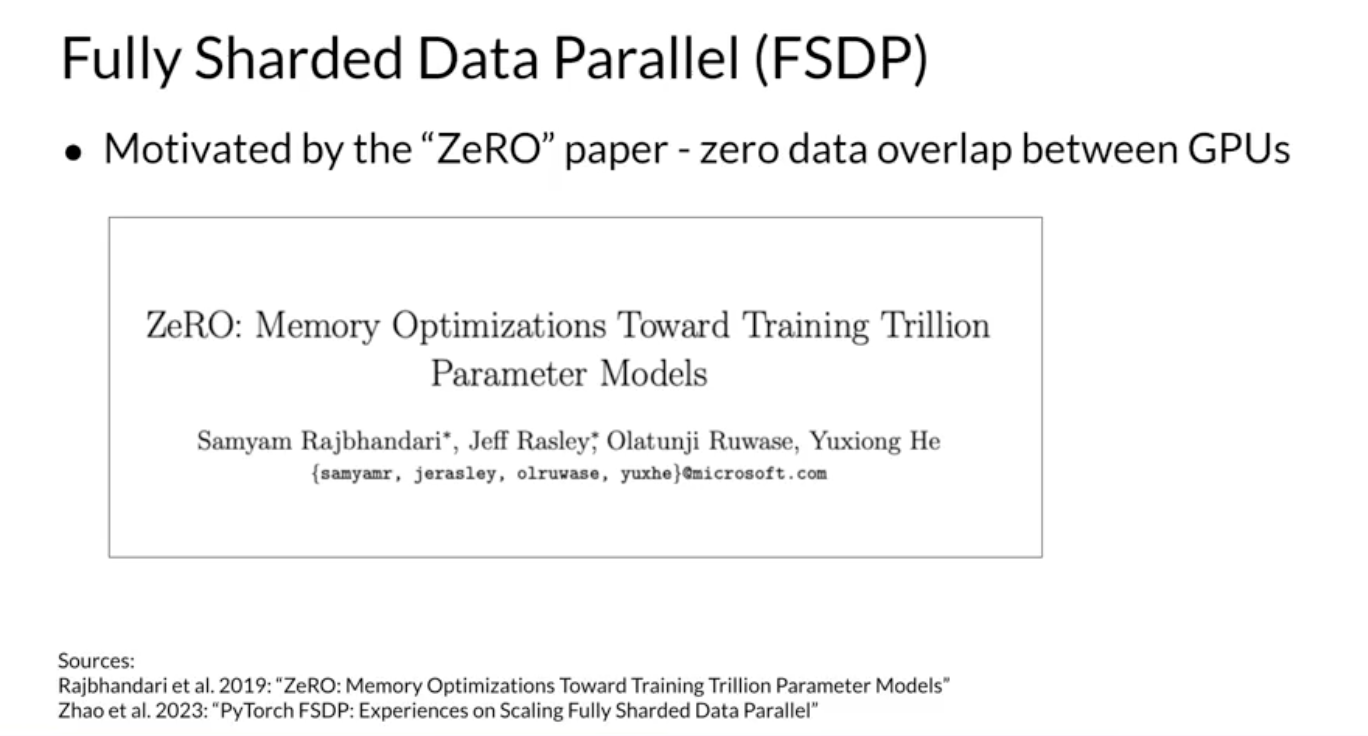 Fully Sharded Data Parallel (FSDP)
● Motivated by the “ZeRO” paper - zero data overlap between GPUs
ZeRO: Memory Optimizations Toward Training Trillion
Parameter Models
Samyam Rajbhandari*, Jeff Rasley*, Olatunji Ruwase, Yuxiong He
{samyamr, jerasley, olruwase, yuxhe}@microsoft.com
Sources:
Rajbhandari et al. 2019: “ZeRO: Memory Optimizations Toward Training Trillion Parameter Models”
Zhao et al. 2023: “PyTorch FSDP: Experiences on Scaling Fully Sharded Data Parallel”